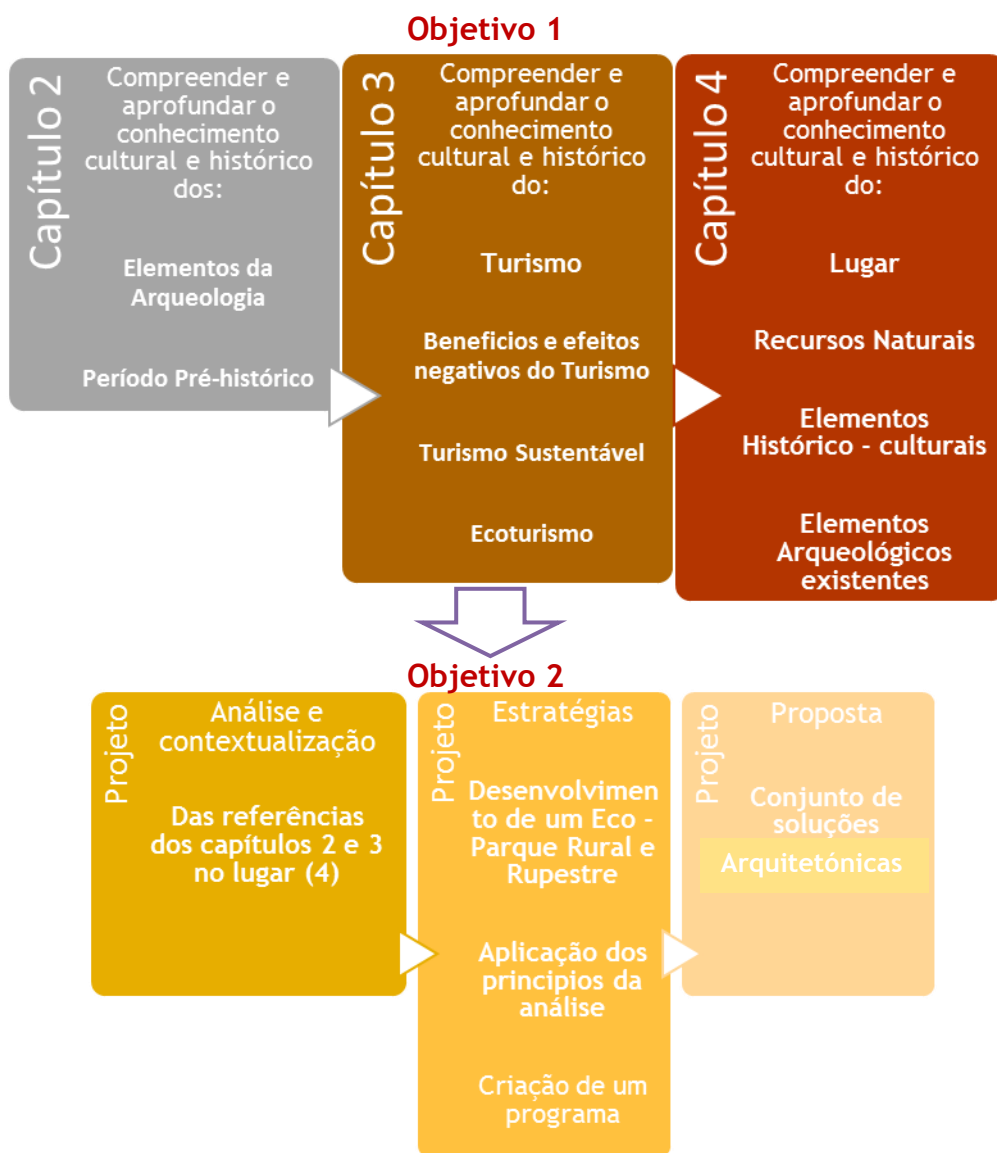 Objetivo 1
Capítulo 2
Compreender e
aprofundar o
conhecimento
cultural e histórico
dos:
Elementos da
Arqueologia
Período Pré-histórico
Capítulo 3
Compreender e
aprofundar o
conhecimento
cultural e histórico
do:
Turismo
Beneficios e efeitos
negativos do Turismo
Turismo Sustentável
Ecoturismo
Capítulo 4
Compreender e
aprofundar o
conhecimento
cultural e histórico
do:
Lugar
Recursos Naturais
Elementos
Histórico - culturais
Elementos
Arqueológicos
existentes
Objetivo 2
Projeto
Análise e
contextualização
Das referências
dos capítulos 2 e 3
no lugar (4)
Projeto
Estratégias
Desenvolvimen
to de um Eco -
Parque Rural e
Rupestre
Aplicação dos
principios da
análise
Criação de um
programa
Projeto
Proposta
Conjunto de
soluções
Arquitetónicas